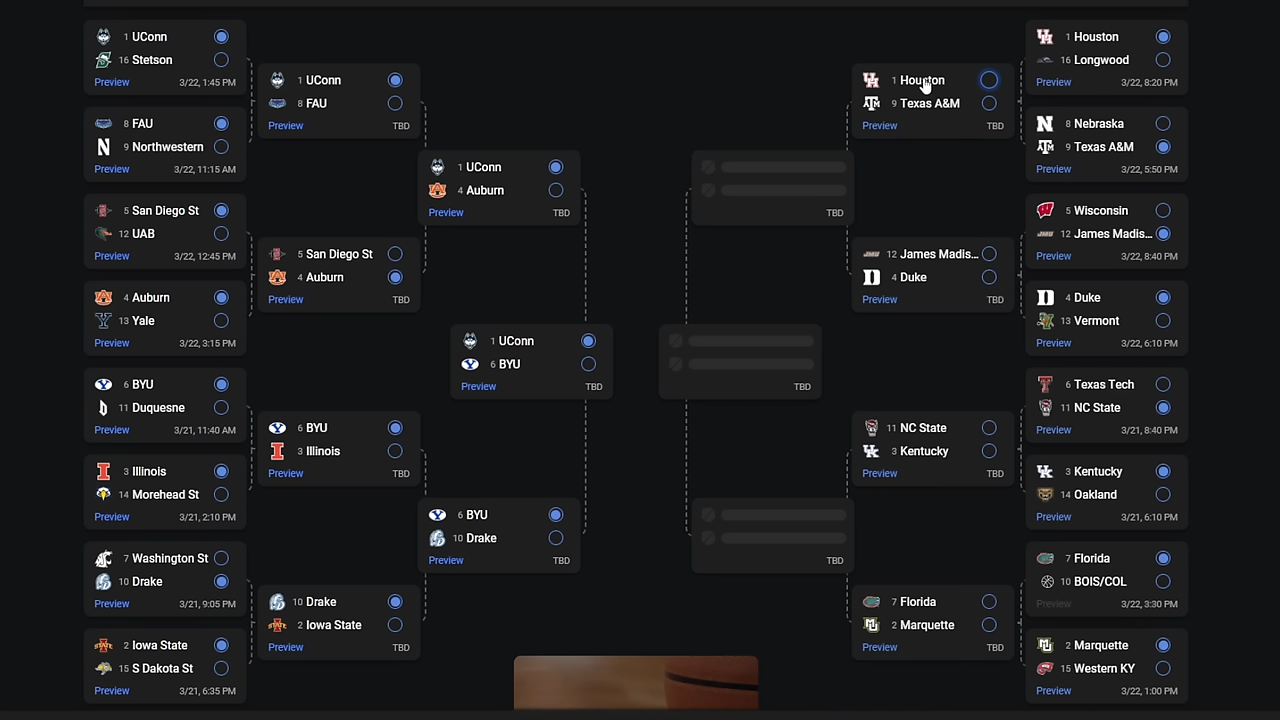 1 UConn
16 Stetson
Preview 3/22, 1:45 PM
8 FAU
9 Northwestern
Preview 3/22, 11:15 AM
5 San Diego St
12 UAB
Preview 3/22, 12:45 PM
4 Auburn
13 Yale
Preview 3/22, 3:15 PM
6 BYU
11 Duquesne
Preview 3/21, 11:40 AM
3 Illinois
14 Morehead St
Preview 3/21, 2:10 PM
7 Washington St
10 Drake
Preview 3/21, 9:05 PM
2 Iowa State
15 S Dakota St
Preview 3/21, 6:35 PM
1 UConn
8 FAU
Preview TBD
5 San Diego St
4 Auburn
Preview TBD
6 BYU
3 Illinois
Preview TBD
10 Drake
2 Iowa State
Preview TBD
1 UConn
4 Auburn
Preview TBD
6 BYU
10 Drake
Preview TBD
1 UConn
6 BYU
Preview TBD
TBD
TBD
TBD
1 Houston
9 Texas A&M
Preview TBD
12 James Madis...
4 Duke
Preview TBD
11 NC State
3 Kentucky
Preview TBD
7 Florida
2 Marquette
Preview TBD
1 Houston
16 Longwood
Preview 3/22, 8:20 PM
8 Nebraska
9 Texas A&M
Preview 3/22, 5:50 PM
5 Wisconsin
12 James Madis...
Preview 3/22, 8:40 PM
4 Duke
13 Vermont
Preview 3/22, 6:10 PM
6 Texas Tech
11 NC State
Preview 3/21, 8:40 PM
3 Kentucky
14 Oakland
Preview 3/21, 6:10 PM
7 Florida
10 BOIS/COL
Preview 3/22, 3:30 PM
2 Marquette
15 Western KY
Preview 3/22, 1:00 PM